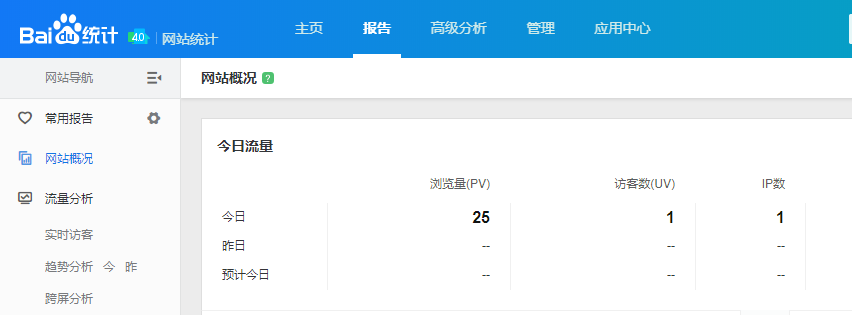 Bai du 统计 4.0 网站统计 主页 报告 高级分析 管理 应用中心
网站导航
网站概况 ?
常用报告
网站概况
流量分析
实时访客
趋势分析 今 昨
跨屏分析
今日流量
浏览量(PV) 访客数(UV) IP数
今日 25 1 1
昨日 -- -- --
预计今日 -- -- --